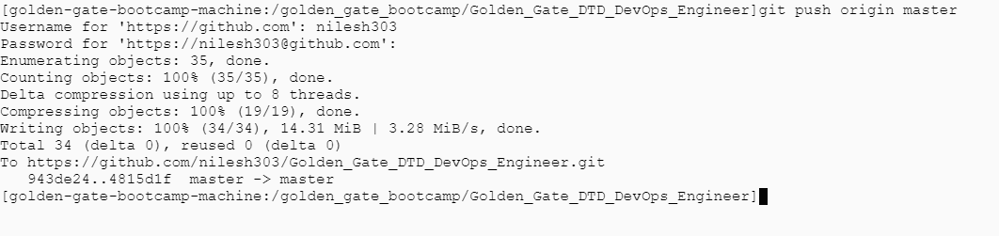 [golden-gate-bootcamp-machine:/golden_gate_bootcamp/Golden_Gate_DTD_DevOps_Engineer]git push origin master
Username for 'https://github.com': nilesh303
Password for 'https://nilesh303@github.com':
Enumerating objects: 35, done.
Counting objects: 100% (35/35), done.
Delta compression using up to 8 threads.
Compressing objects: 100% (19/19), done.
Writing objects: 100% (34/34), 14.31 MiB | 3.28 MiB/s, done.
Total 34 (delta 0), reused 0 (delta 0)
To https://github.com/nilesh303/Golden_Gate_DTD_DevOps_Engineer.git
   943de24..4815d1f  master -> master
[golden-gate-bootcamp-machine:/golden_gate_bootcamp/Golden_Gate_DTD_DevOps_Engineer]